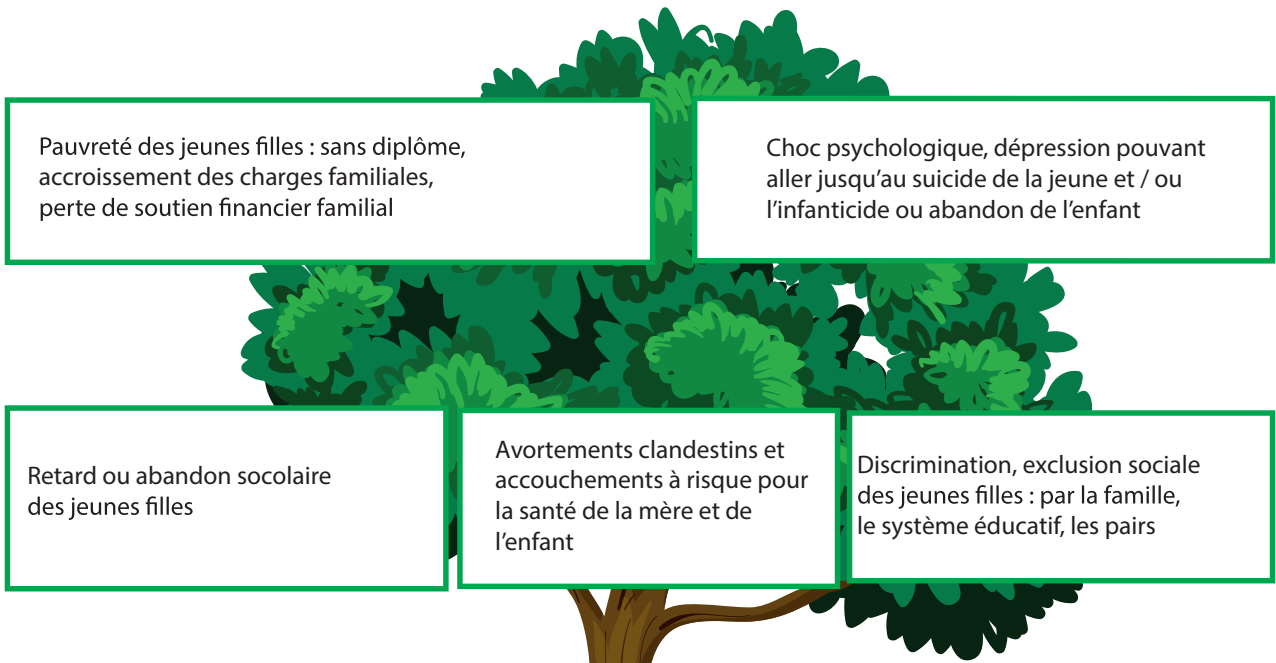 Pauvreté des jeunes filles : sans diplôme,
accroissement des charges familiales,
perte de soutien financier familial
Choc psychologique, dépression pouvant
aller jusqu’au suicide de la jeune et / ou
l’infanticide ou abandon de l’enfant
Retard ou abandon socolaire
des jeunes filles
Avortements clandestins et
accouchements à risque pour
la santé de la mère et de
l’enfant
Discrimination, exclusion sociale
des jeunes filles : par la famille,
le système éducatif, les pairs